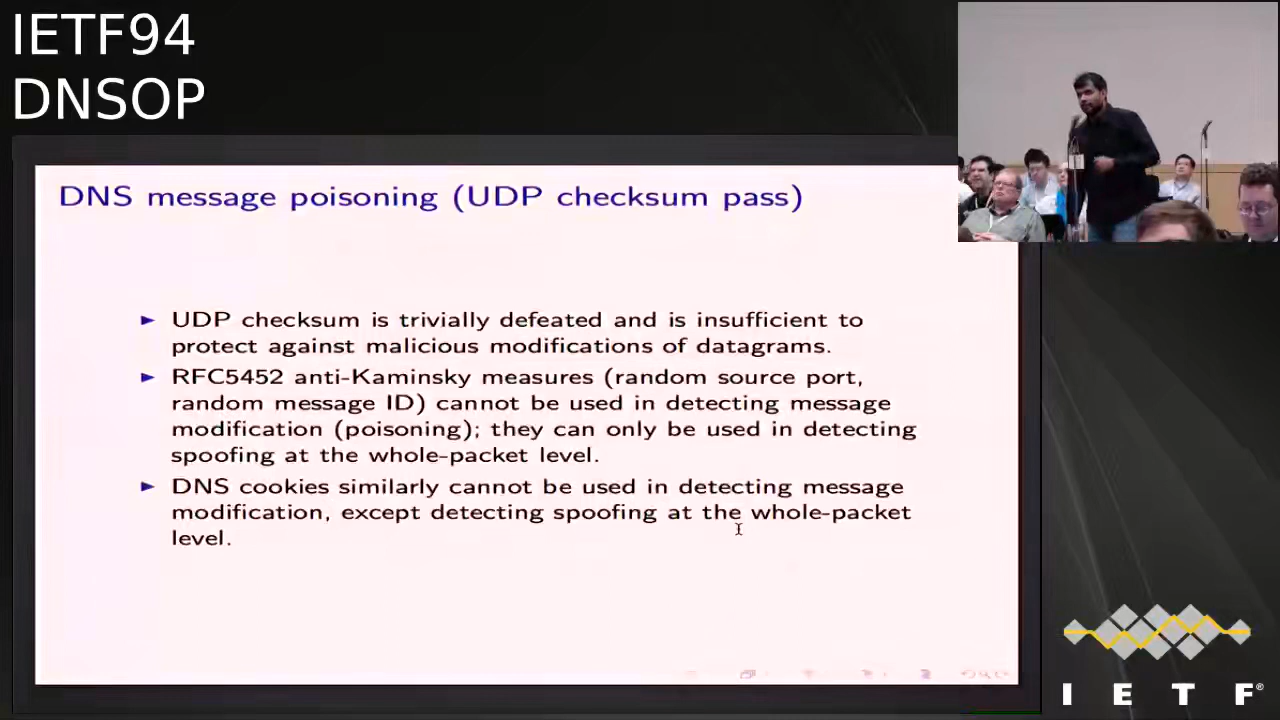 IETF94
DNSOP
DNS message poisoning (UDP checksum pass)
► UDP checksum is trivially defeated and is insufficient to
protect against malicious modifications of datagrams.
► RFC5452 anti-Kaminsky measures (random source port,
random message ID) cannot be used in detecting message
modification (poisoning); they can only be used in detecting
spoofing at the whole-packet level.
► DNS cookies similarly cannot be used in detecting message
modification, except detecting spoofing at the whole-packet
level.
I E T F®